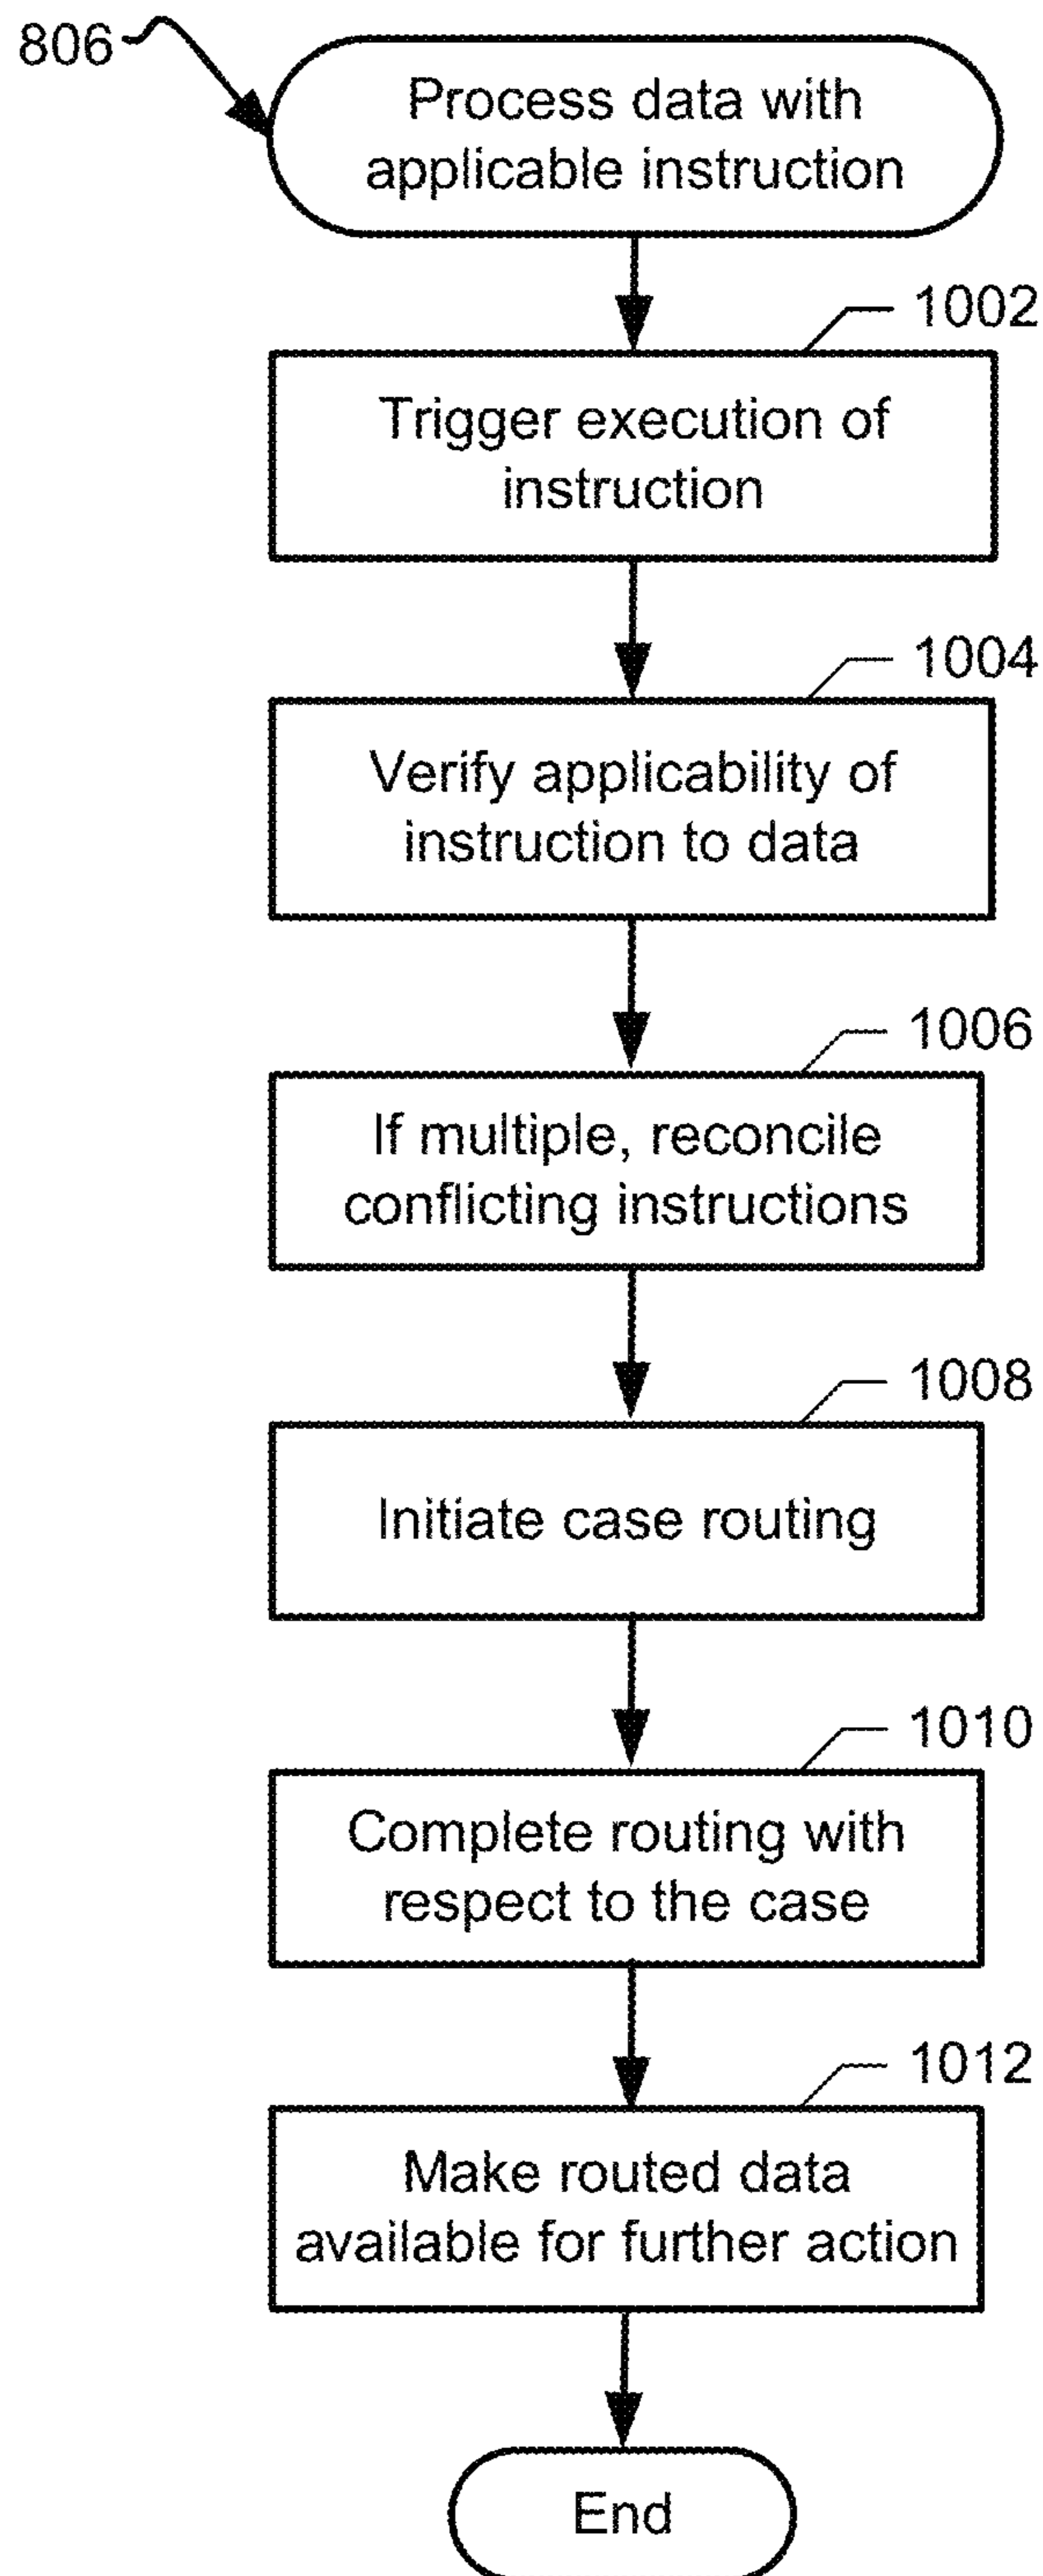 806
Process data with
applicable instruction
1002
Trigger execution of
instruction
1004
Verify applicability of
instruction to data
1006
If multiple, reconcile
conflicting instructions
1008
Initiate case routing
1010
Complete routing with
respect to the case
1012
Make routed data
available for further action
End